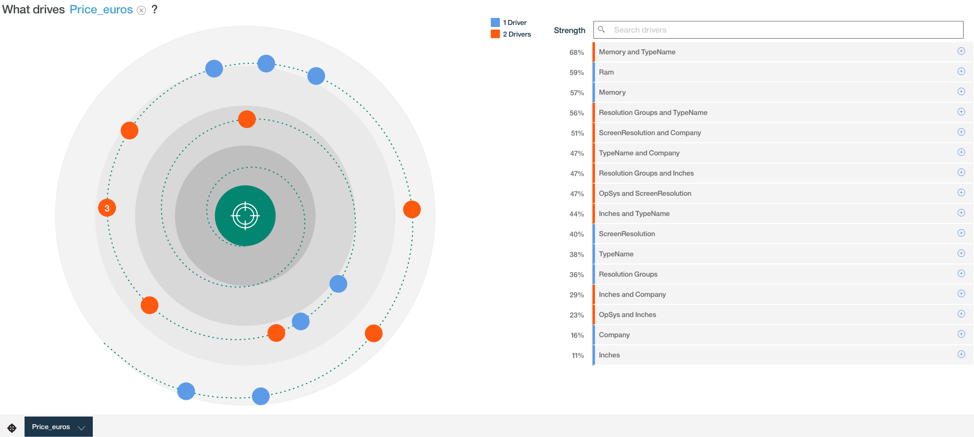 What drives Price_euros ?
1 Driver
2 Drivers
Strength
Search drivers
68% Memory and TypeName
59% Ram
57% Memory
56% Resolution Groups and TypeName
51% ScreenResolution and Company
47% TypeName and Company
47% Resolution Groups and Inches
47% OpSys and ScreenResolution
44% Inches and TypeName
40% ScreenResolution
38% TypeName
36% Resolution Groups
29% Inches and Company
23% OpSys and Inches
16% Company
11% Inches
3
Price_euros